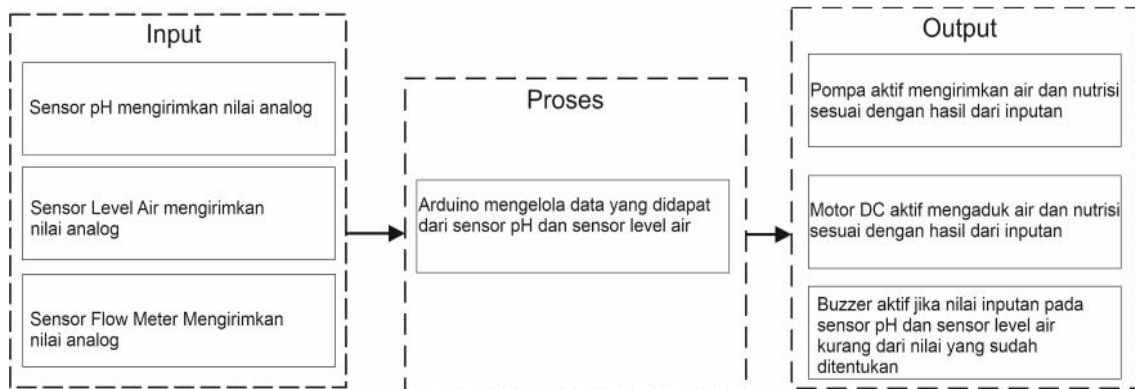 Input
Sensor pH mengirimkan nilai analog
Sensor Level Air mengirimkan
nilai analog
Sensor Flow Meter Mengirimkan
nilai analog
Proses
Arduino mengelola data yang didapat
dari sensor pH dan sensor level air
Output
Pompa aktif mengirimkan air dan nutrisi
sesuai dengan hasil dari inputan
Motor DC aktif mengaduk air dan nutrisi
sesuai dengan hasil dari inputan
Buzzer aktif jika nilai inputan pada
sensor pH dan sensor level air
kurang dari nilai yang sudah
ditentukan